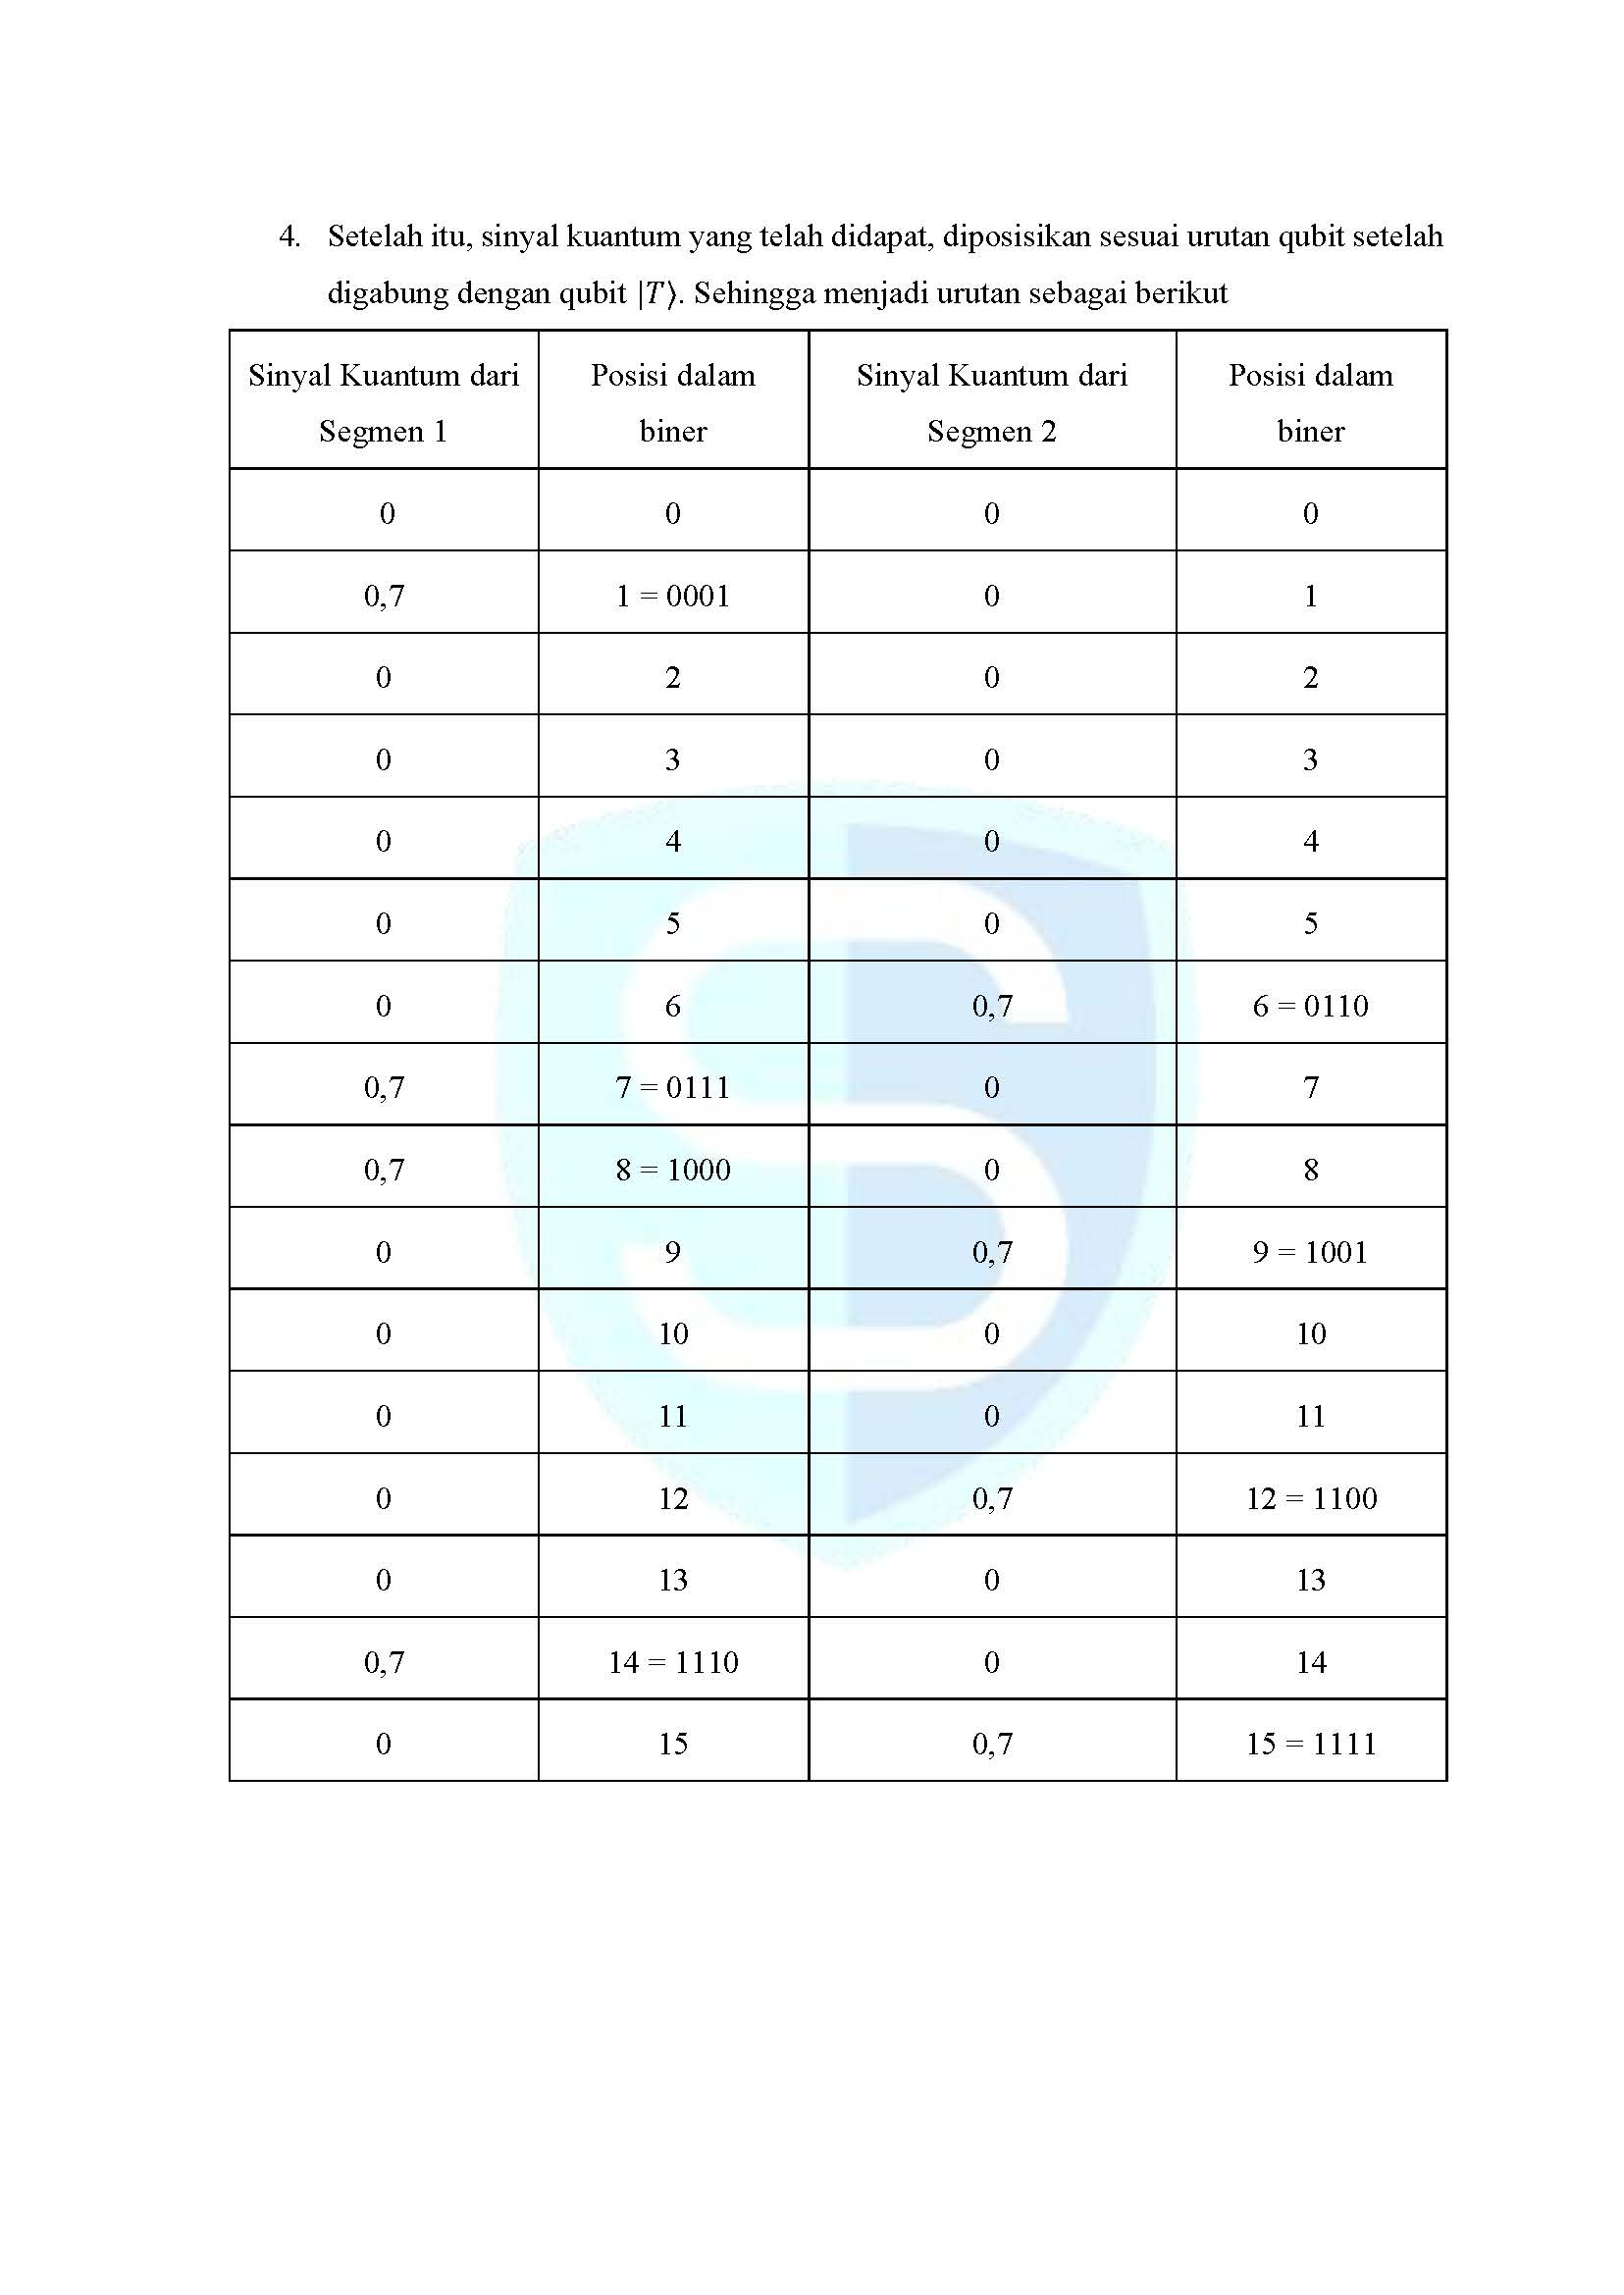 4. Setelah itu, sinyal kuantum yang telah didapat, diposisikan sesuai urutan qubit setelah
digabung dengan qubit |T⟩. Sehingga menjadi urutan sebagai berikut
Sinyal Kuantum dari Segmen 1 Posisi dalam biner Sinyal Kuantum dari Segmen 2 Posisi dalam biner
0 0 0 0
0,7 1 = 0001 0 1
0 2 0 2
0 3 0 3
0 4 0 4
0 5 0 5
0 6 0,7 6 = 0110
0,7 7 = 0111 0 7
0,7 8 = 1000 0 8
0 9 0,7 9 = 1001
0 10 0 10
0 11 0 11
0 12 0,7 12 = 1100
0 13 0 13
0,7 14 = 1110 0 14
0 15 0,7 15 = 1111